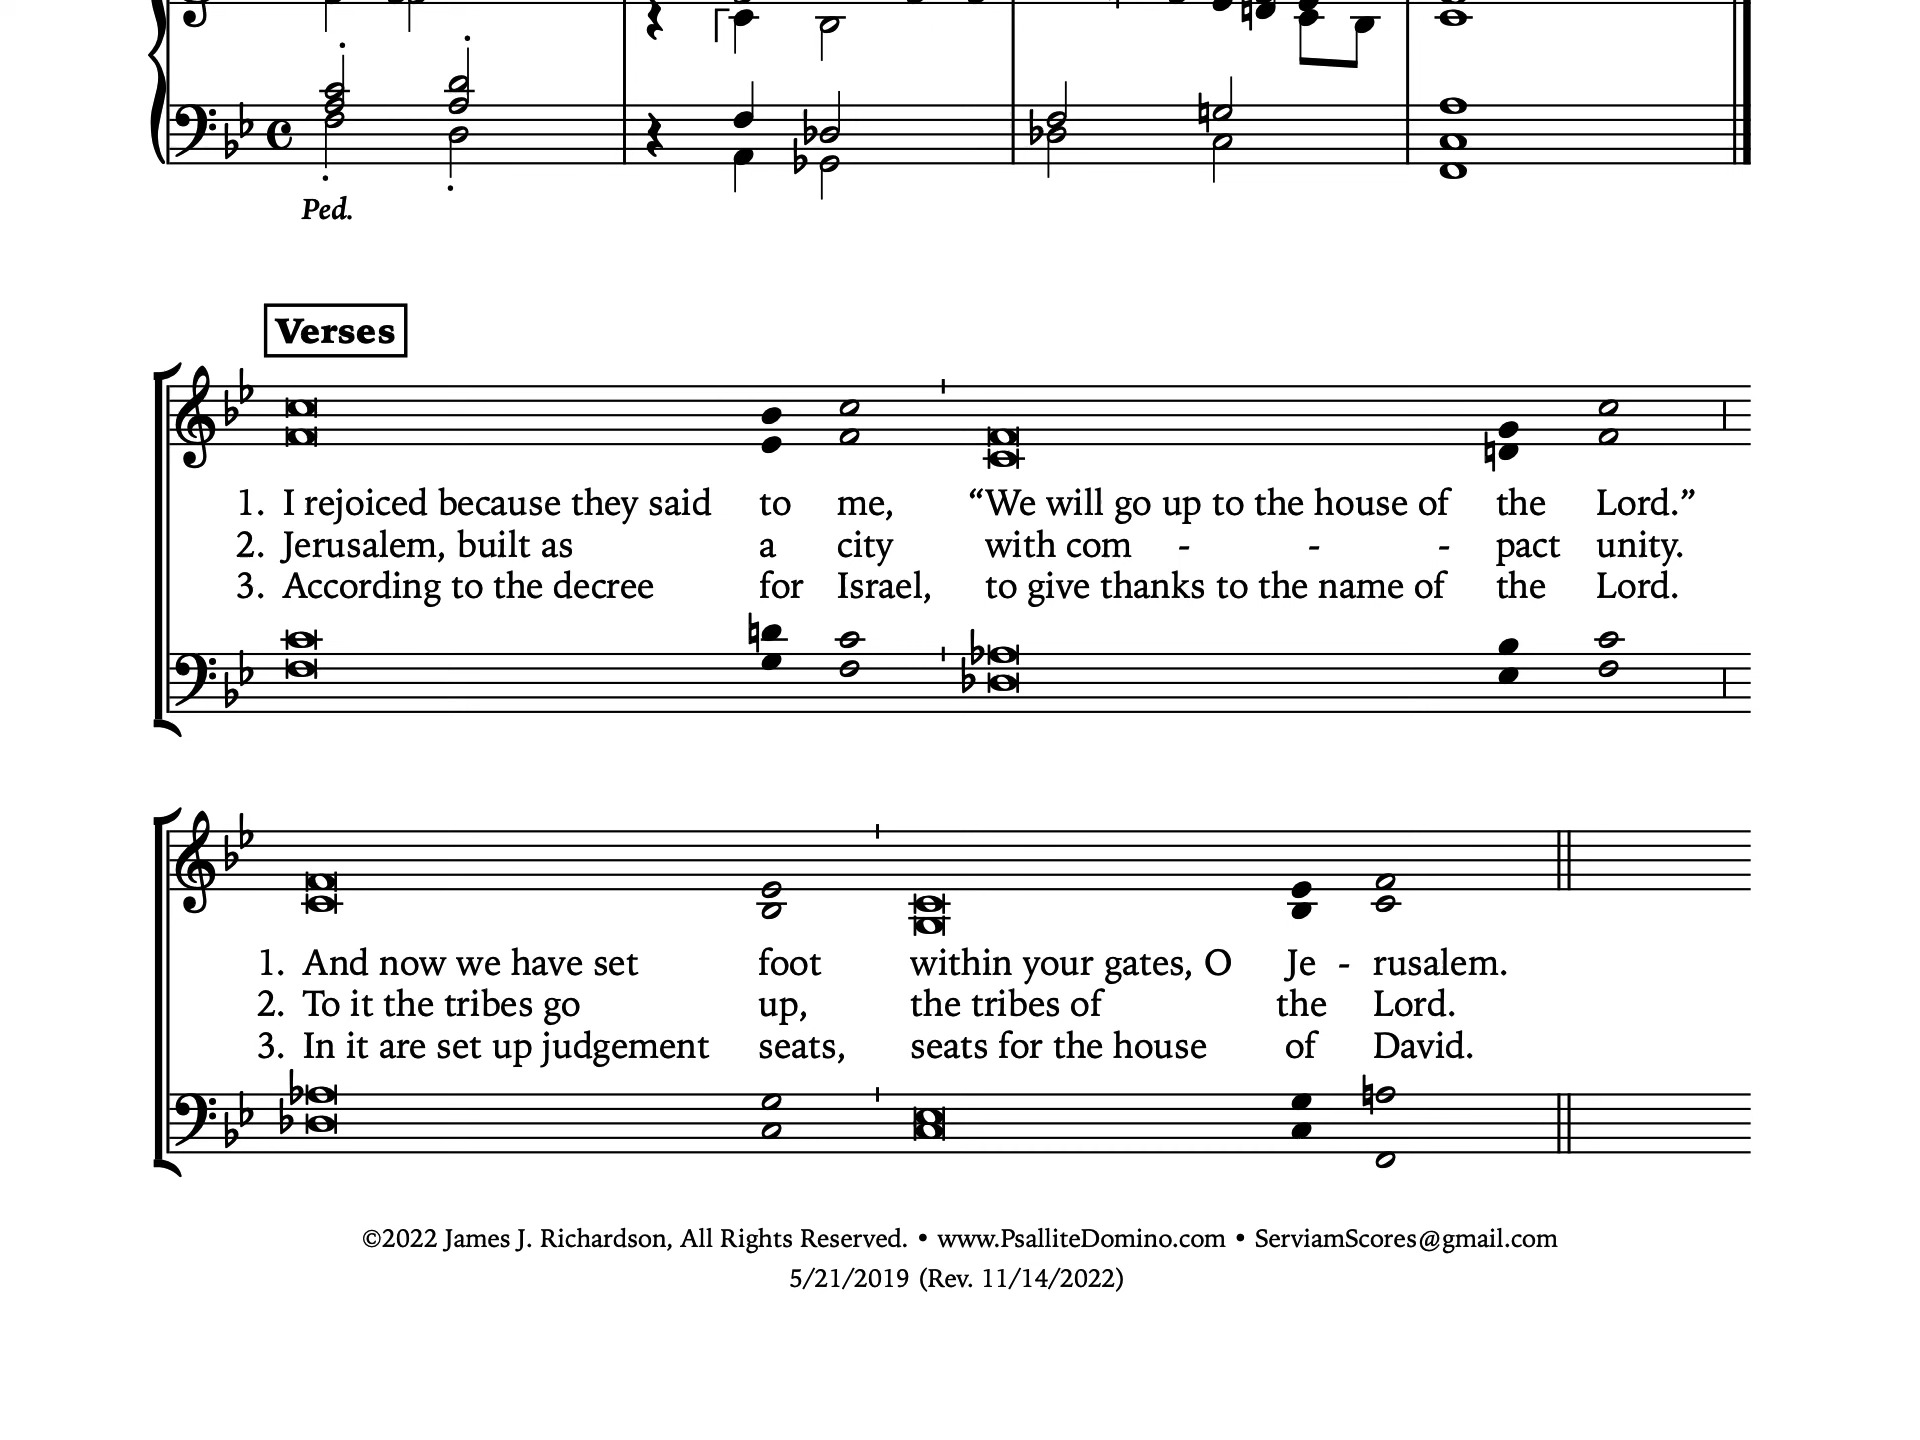 Ped.
Verses
1. I rejoiced because they said to me, “We will go up to the house of the Lord.”
2. Jerusalem, built as a city with com - - - pact unity.
3. According to the decree for Israel, to give thanks to the name of the Lord.
1. And now we have set foot within your gates, O Je - rusalem.
2. To it the tribes go up, the tribes of the Lord.
3. In it are set up judgement seats, seats for the house of David.
©2022 James J. Richardson, All Rights Reserved. • www.PsalliteDomino.com • ServiamScores@gmail.com
5/21/2019 (Rev. 11/14/2022)